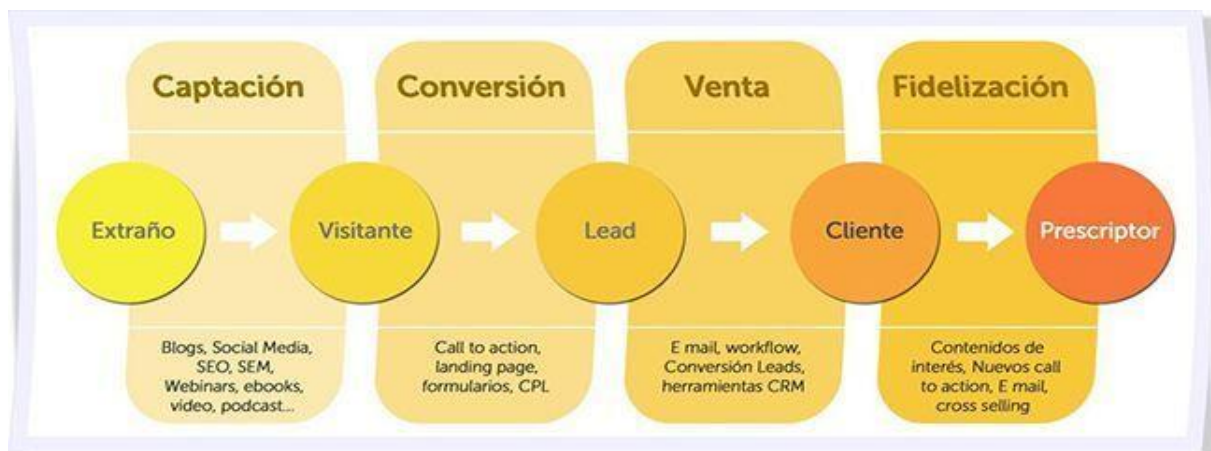 Captación
Conversión
Venta
Fidelización
Extraño
Visitante
Lead
Cliente
Prescriptor
Blogs, Social Media,
SEO, SEM,
Webinars, ebooks,
video, podcast...
Call to action,
landing page,
formularios, CPL
E mail, workflow,
Conversión Leads,
herramientas CRM
Contenidos de
interés, Nuevos call
to action, E mail,
cross selling